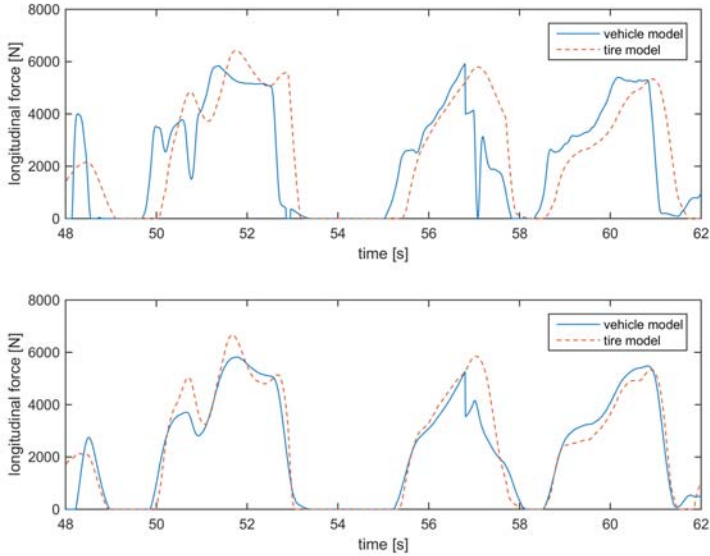 8000
6000
4000
2000
0
longitudinal force [N]
vehicle model
tire model
48 50 52 54 56 58 60 62
time [s]
8000
6000
4000
2000
0
longitudinal force [N]
vehicle model
tire model
48 50 52 54 56 58 60 62
time [s]